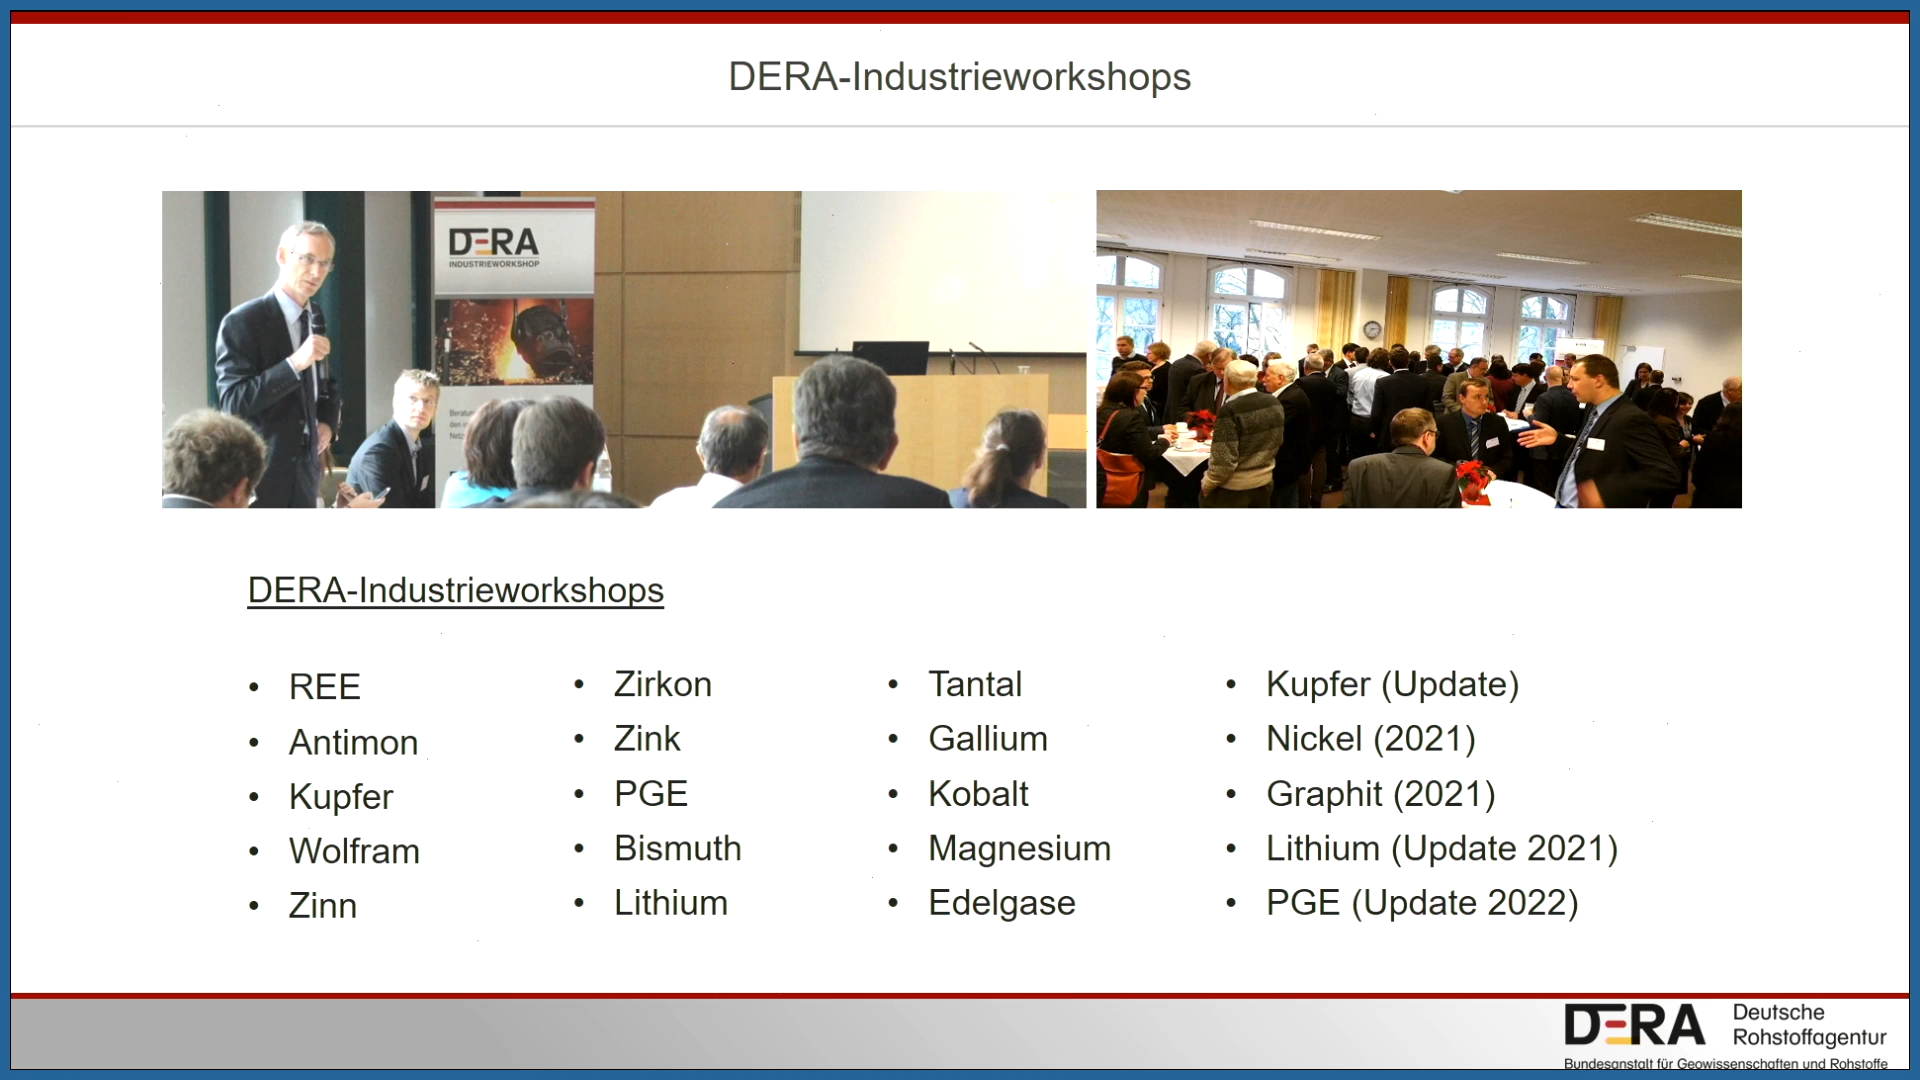 DERA-Industrieworkshops
DERA
INDUSTRIEWORKSHOP
DERA-Industrieworkshops
• REE
• Antimon
• Kupfer
• Wolfram
• Zinn
• Zirkon
• Zink
• PGE
• Bismuth
• Lithium
• Tantal
• Gallium
• Kobalt
• Magnesium
• Edelgase
• Kupfer (Update)
• Nickel (2021)
• Graphit (2021)
• Lithium (Update 2021)
• PGE (Update 2022)
DERA
Deutsche
Rohstoffagentur
Bundesanstalt für Geowissenschaften und Rohstoffe